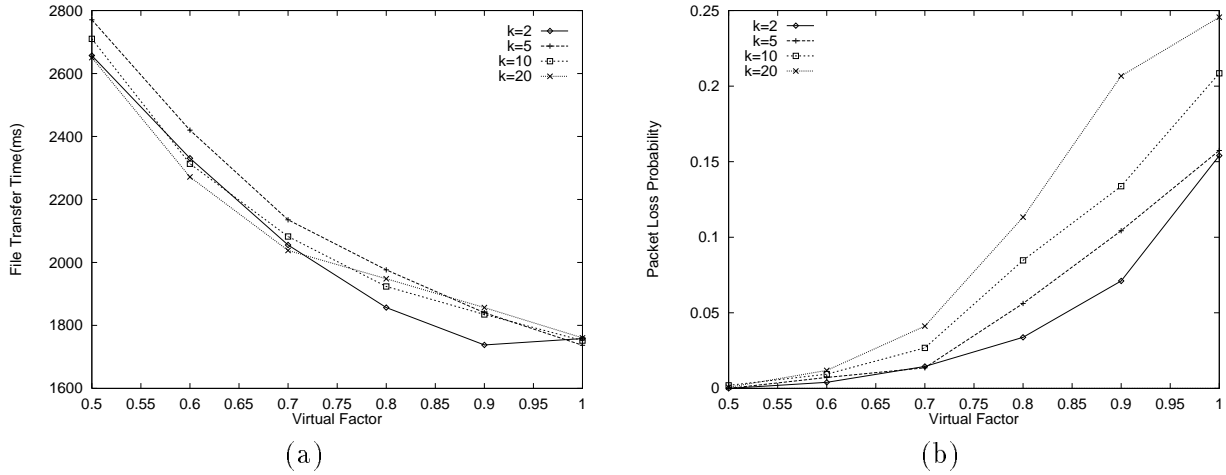 2800
2600
2400
2200
2000
1800
1600
File Transfer Time(ms)
k=2
k=5
k=10
k=20
0.5 0.55 0.6 0.65 0.7 0.75 0.8 0.85 0.9 0.95 1
Virtual Factor
(a)
0.25
0.2
0.15
0.1
0.05
0
Packet Loss Probability
k=2
k=5
k=10
k=20
0.5 0.55 0.6 0.65 0.7 0.75 0.8 0.85 0.9 0.95 1
Virtual Factor
(b)